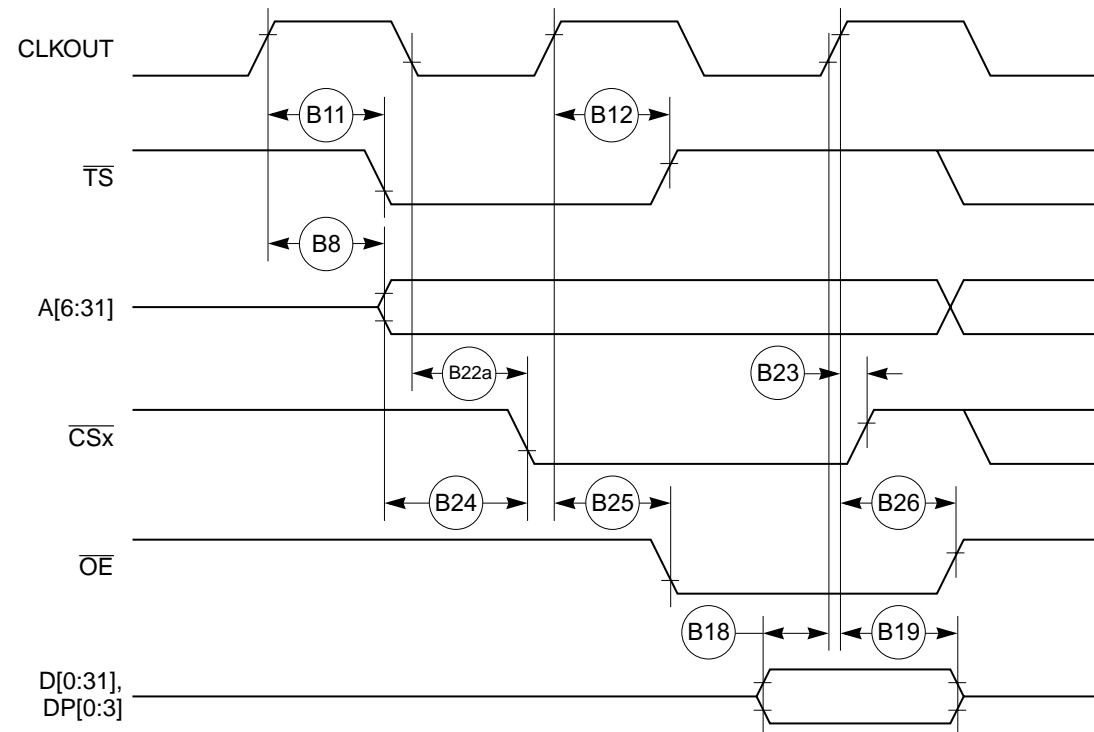 CLKOUT
B11
B12
TS
B8
A[6:31]
B22a
B23
CSx
B24
B25
B26
OE
B18
B19
D[0:31],
DP[0:3]